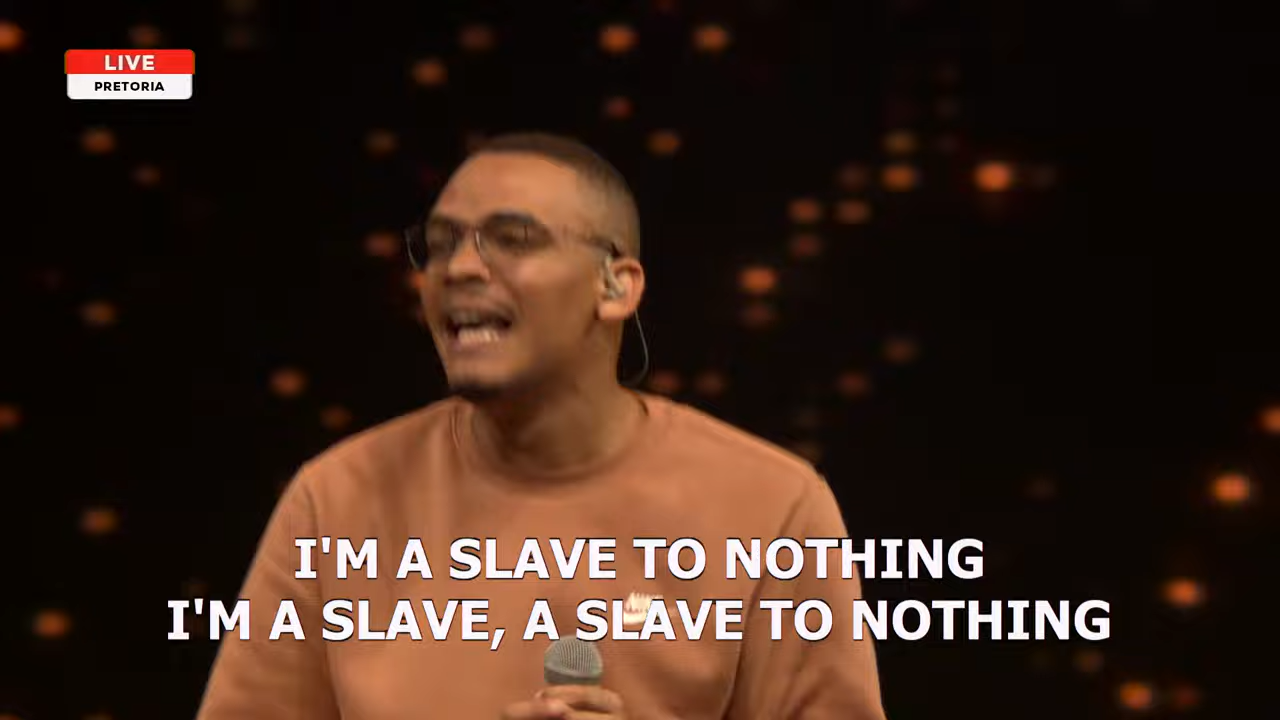 LIVE
PRETORIA
I'M A SLAVE TO NOTHING
I'M A SLAVE, A SLAVE TO NOTHING